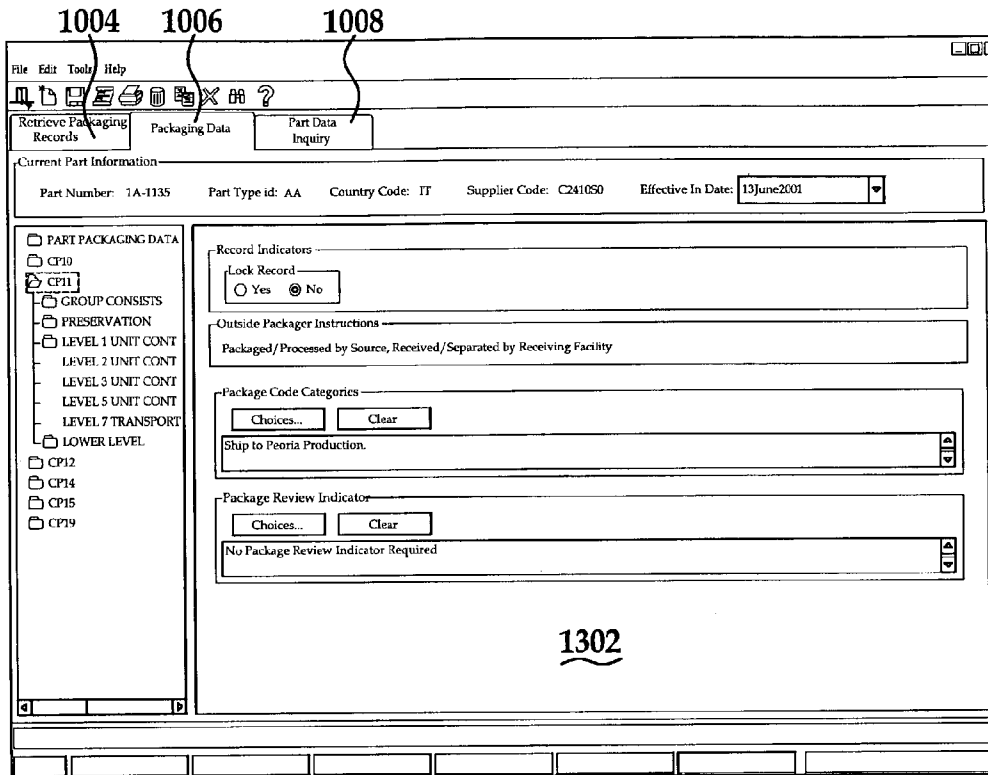 1004 1006 1008
File Edit Tools Help
Retrieve Packaging Records
Packaging Data
Part Data Inquiry
Current Part Information
Part Number: 1A-1135 Part Type id: AA Country Code: IT Supplier Code: C2410S0 Effective In Date: 13June2001
PART PACKAGING DATA
CP10
CP11
GROUP CONSISTS
PRESERVATION
LEVEL 1 UNIT CONT
LEVEL 2 UNIT CONT
LEVEL 3 UNIT CONT
LEVEL 5 UNIT CONT
LEVEL 7 TRANSPORT
LOWER LEVEL
CP12
CP14
CP15
CP19
Record Indicators
Lock Record
Yes No
Outside Packager Instructions
Packaged/Processed by Source, Received/Separated by Receiving Facility
Package Code Categories
Choices... Clear
Ship to Peoria Production.
Package Review Indicator
Choices... Clear
No Package Review Indicator Required
1302